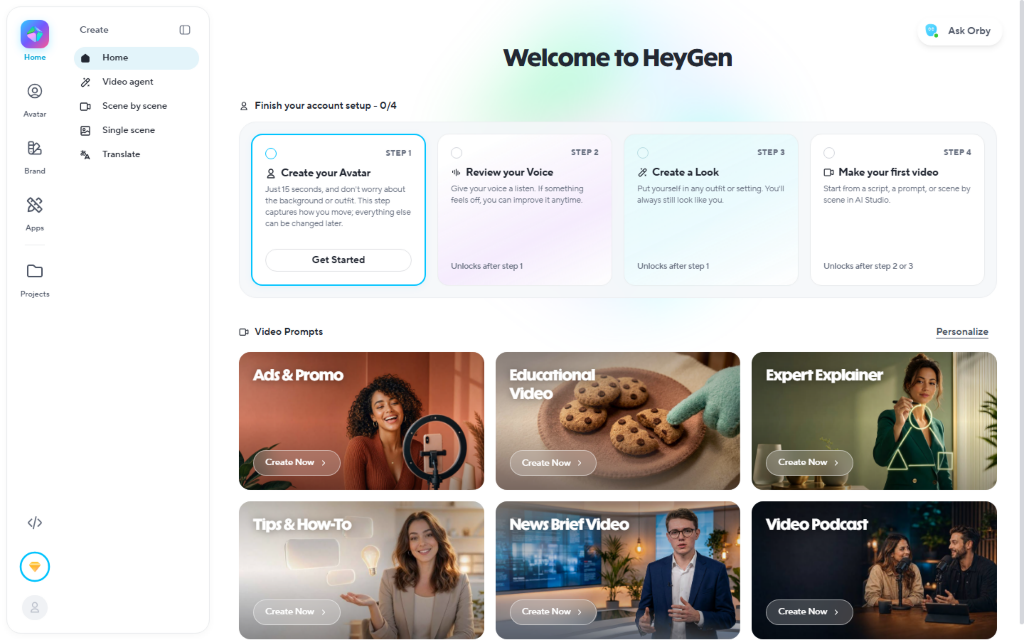 Home
Avatar
Brand
Apps
Projects
Create
Home
Video agent
Scene by scene
Single scene
Translate
Ask Orby
Welcome to HeyGen
Finish your account setup - 0/4
STEP 1
Create your Avatar
Just 15 seconds, and don't worry about
the background or outfit. This step
captures how you move; everything else
can be changed later.
Get Started
STEP 2
Review your Voice
Give your voice a listen. If something
feels off, you can improve it anytime.
Unlocks after step 1
STEP 3
Create a Look
Put yourself in any outfit or setting. You'll
always still look like you.
Unlocks after step 1
STEP 4
Make your first video
Start from a script, a prompt, or scene by
scene in AI Studio.
Unlocks after step 2 or 3
Video Prompts
Personalize
Ads & Promo
Create Now
Educational
Video
Create Now
Expert Explainer
Create Now
Tips & How-To
Create Now
News Brief Video
Create Now
Video Podcast
Create Now